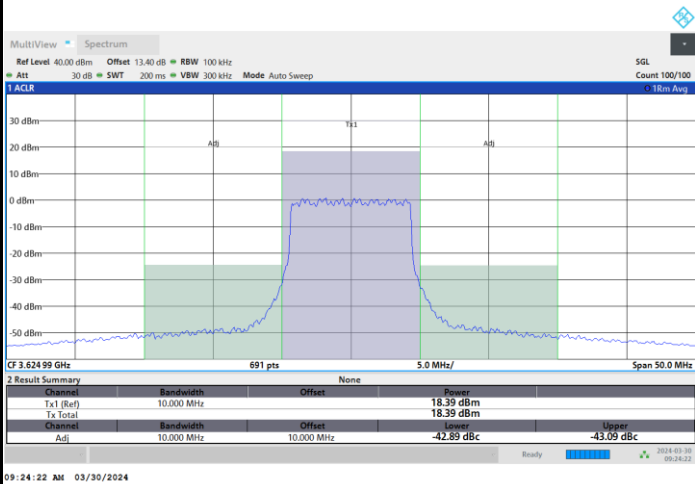 MultiView Spectrum
Ref Level 40.00 dBm Offset 13.40 dB RBW 100 kHz SGL
Att 30 dB SWT 200 ms VBW 300 kHz Mode Auto Sweep Count 100/100
1 ACLR 1Rm Avg
30 dBm Tx1
20 dBm Adj Adj
10 dBm
0 dBm
-10 dBm
-20 dBm
-30 dBm
-40 dBm
-50 dBm
CF 3.624 99 GHz 691 pts 5.0 MHz/ Span 50.0 MHz
2 Result Summary None
Channel Bandwidth Offset Power
Tx1 (Ref) 10.000 MHz 18.39 dBm
Tx Total 18.39 dBm
Channel Bandwidth Offset Lower Upper
Adj 10.000 MHz 10.000 MHz -42.89 dBc -43.09 dBc
Ready 2024-03-30
09:24:22
09:24:22 AM 03/30/2024